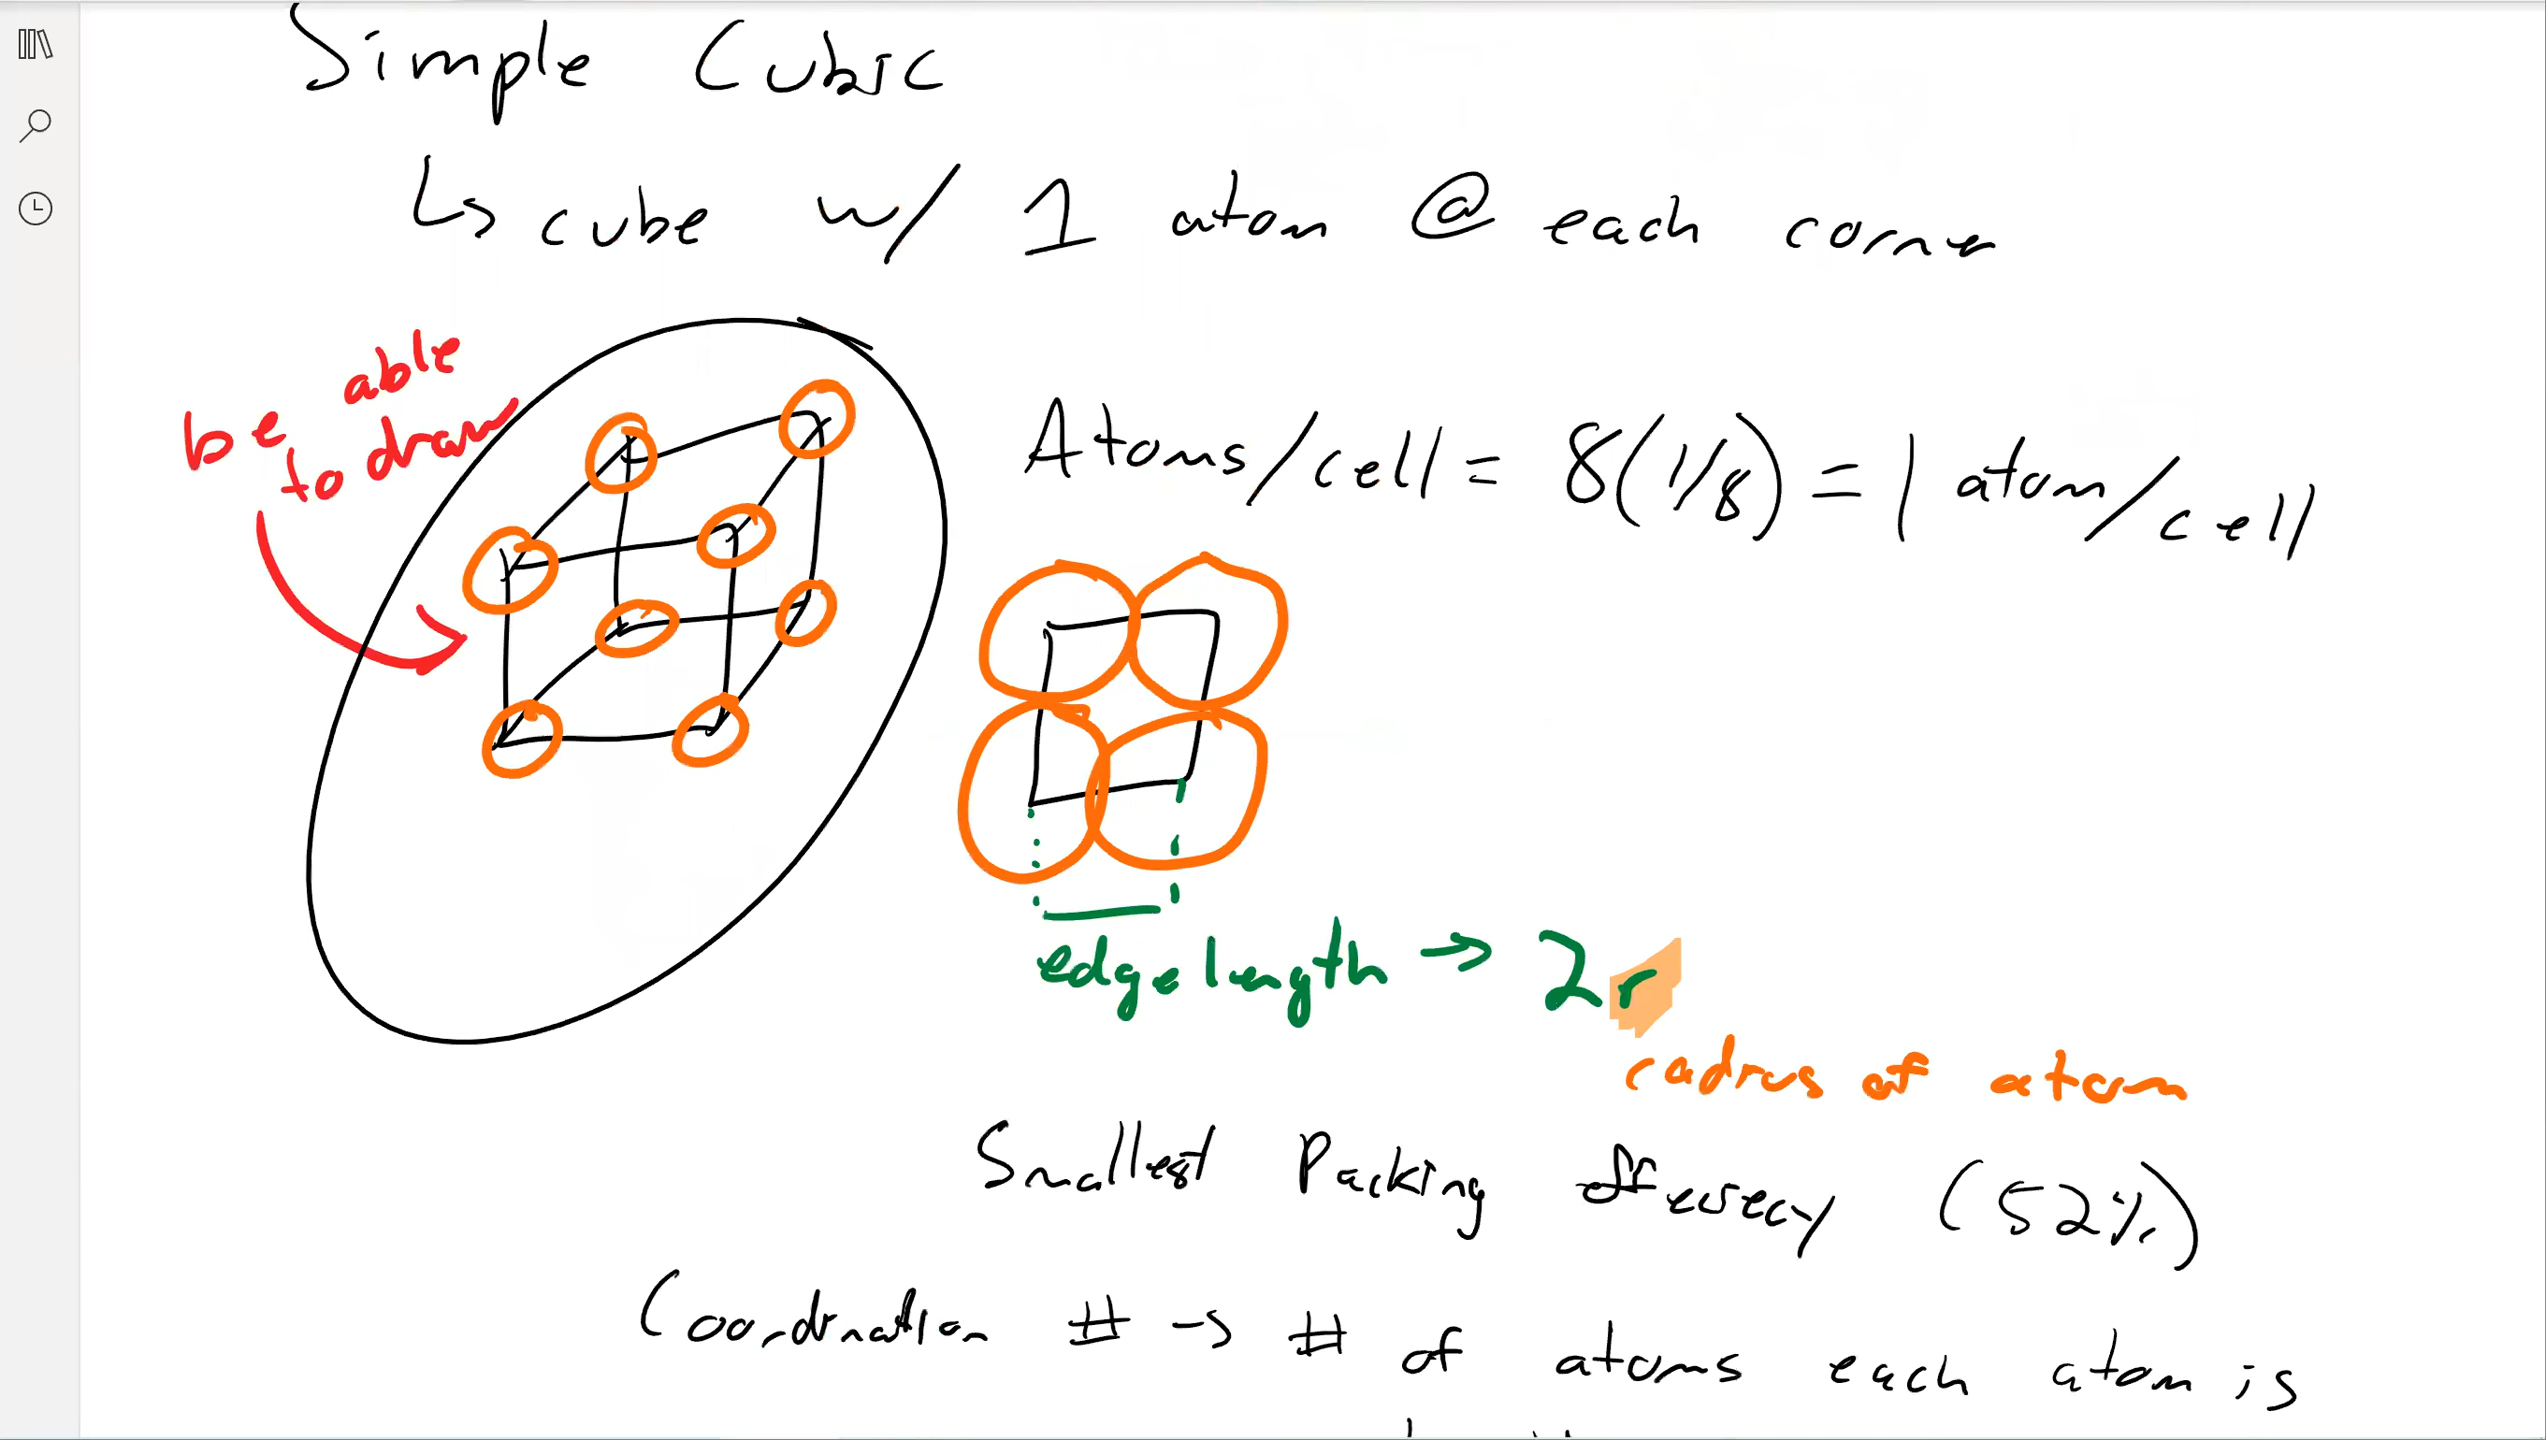 Simple Cubic
↳ cube w/ 1 atom @ each corner
be able to draw
Atoms/cell = 8(1/8) = 1 atom/cell
edge length → 2r
radius of atom
Smallest Packing effeciecy (52%)
Coordination # → # of atoms each atom is